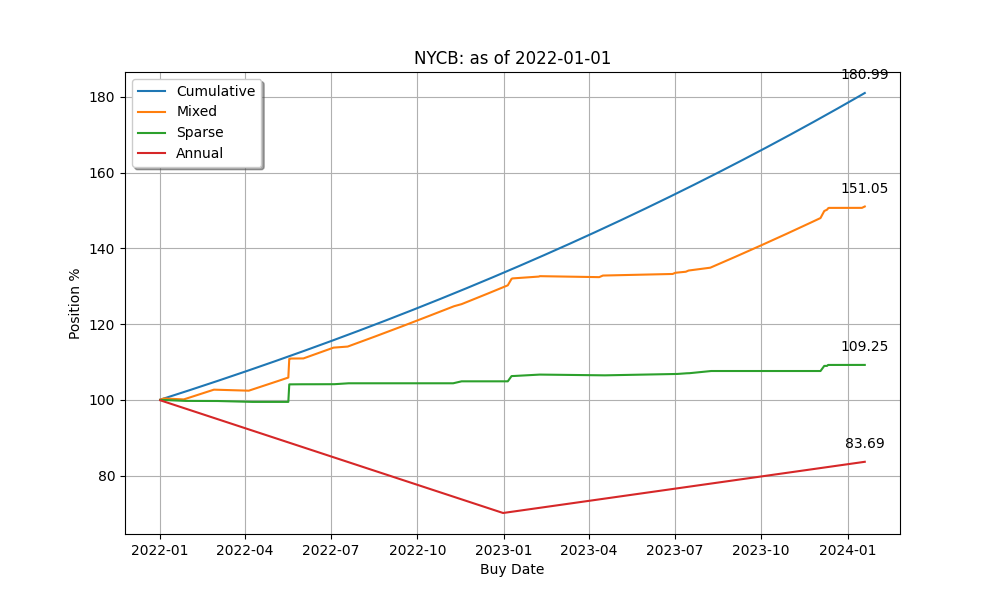 NYCB: as of 2022-01-01
180.99
180
Cumulative
Mixed
Sparse
Annual
160
151.05
140
120
109.25
100
83.69
80
Position %
2022-01 2022-04 2022-07 2022-10 2023-01 2023-04 2023-07 2023-10 2024-01
Buy Date